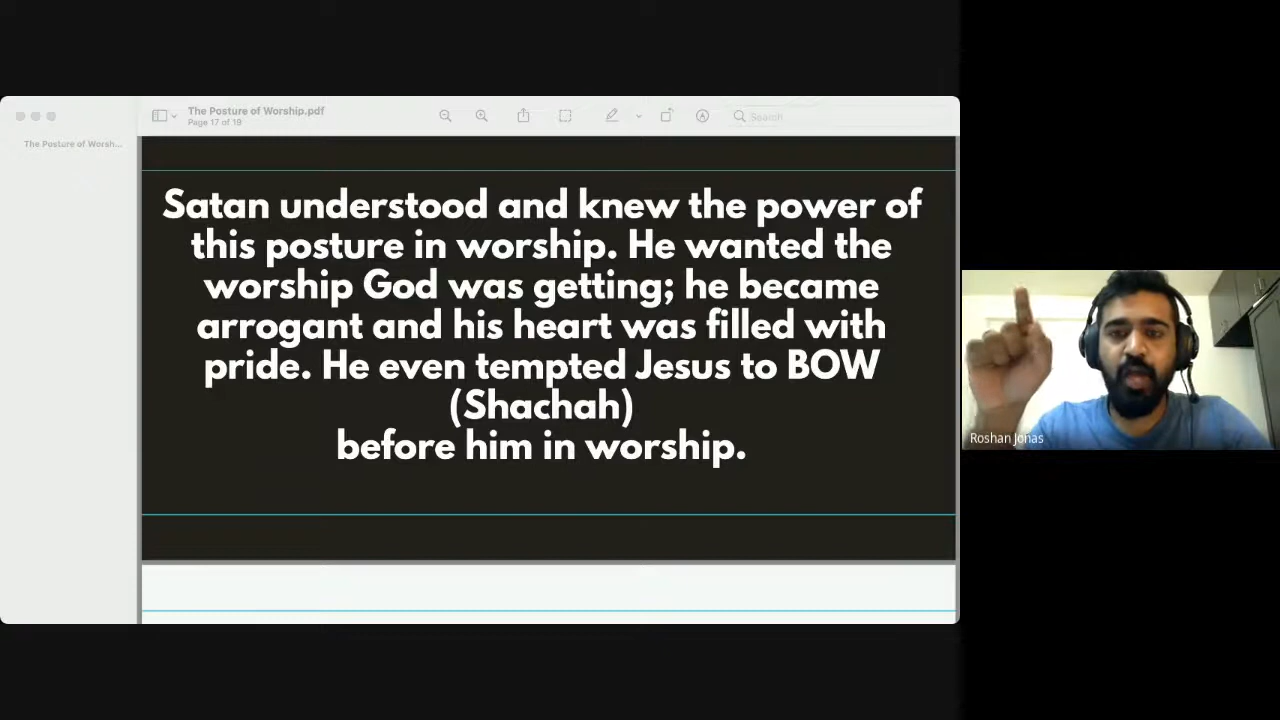 The Posture of Worship.pdf
Page 17 of 19
Search
The Posture of Worsh...
Satan understood and knew the power of
this posture in worship. He wanted the
worship God was getting; he became
arrogant and his heart was filled with
pride. He even tempted Jesus to BOW
(Shachah)
before him in worship.
Roshan Jonas